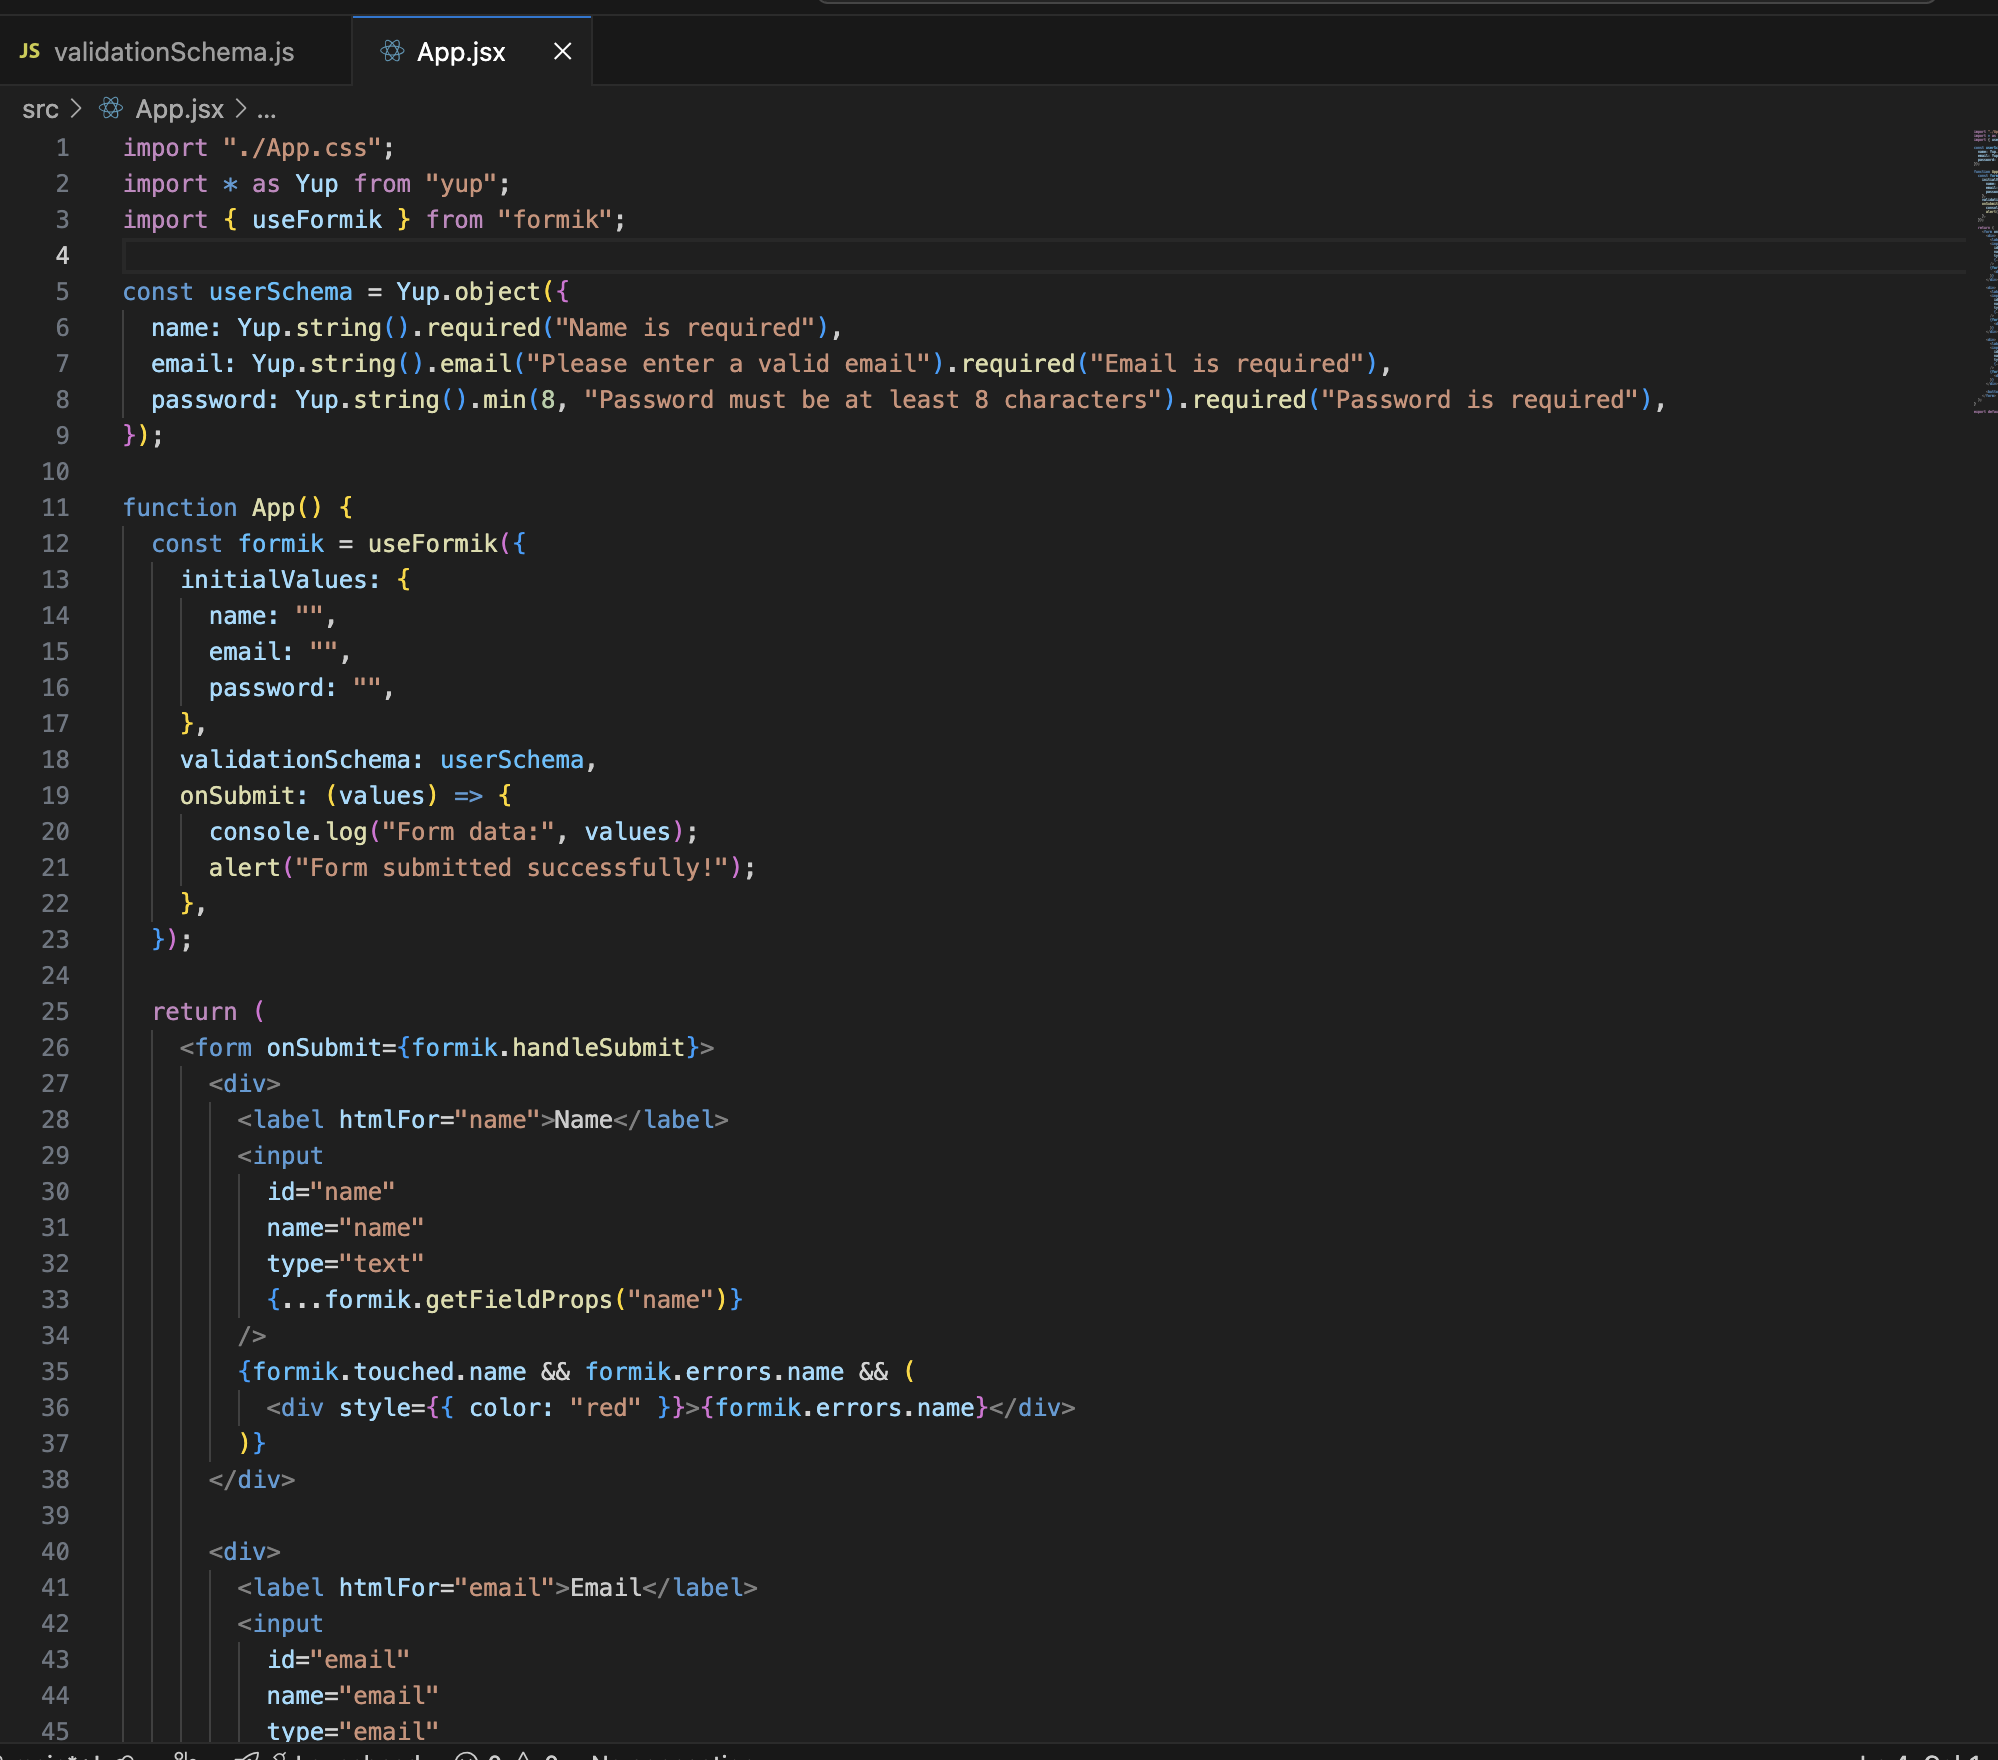 JS validationSchema.js App.jsx
src > App.jsx > ...
1 import "./App.css";
2 import * as Yup from "yup";
3 import { useFormik } from "formik";
4
5 const userSchema = Yup.object({
6 name: Yup.string().required("Name is required"),
7 email: Yup.string().email("Please enter a valid email").required("Email is required"),
8 password: Yup.string().min(8, "Password must be at least 8 characters").required("Password is required"),
9 });
10
11 function App() {
12 const formik = useFormik({
13 initialValues: {
14 name: "",
15 email: "",
16 password: "",
17 },
18 validationSchema: userSchema,
19 onSubmit: (values) => {
20 console.log("Form data:", values);
21 alert("Form submitted successfully!");
22 },
23 });
24
25 return (
26 <form onSubmit={formik.handleSubmit}>
27 <div>
28 <label htmlFor="name">Name</label>
29 <input
30 id="name"
31 name="name"
32 type="text"
33 {...formik.getFieldProps("name")}
34 />
35 {formik.touched.name && formik.errors.name && (
36 <div style={{ color: "red" }}>{formik.errors.name}</div>
37 )}
38 </div>
39
40 <div>
41 <label htmlFor="email">Email</label>
42 <input
43 id="email"
44 name="email"
45 type="email"